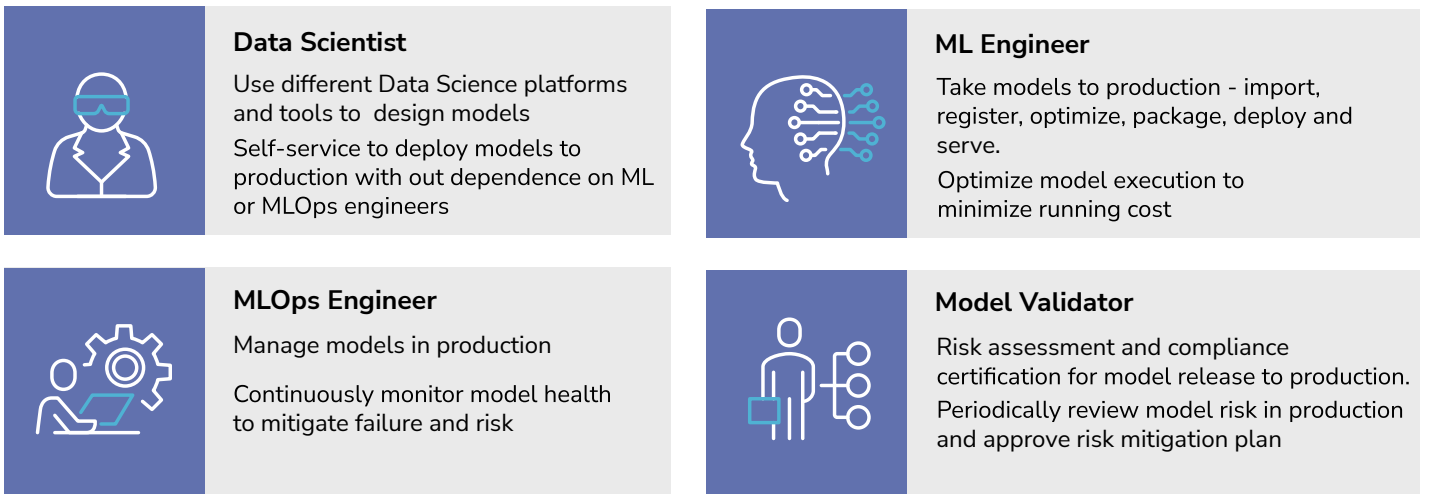 Data Scientist
Use different Data Science platforms
and tools to  design models
Self-service to deploy models to
production with out dependence on ML
or MLOps engineers
ML Engineer
Take models to production - import,
register, optimize, package, deploy and
serve.
Optimize model execution to
minimize running cost
MLOps Engineer
Manage models in production
Continuously monitor model health
to mitigate failure and risk
Model Validator
Risk assessment and compliance
certification for model release to production.
Periodically review model risk in production
and approve risk mitigation plan